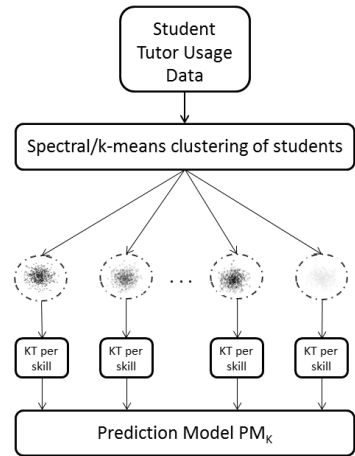 Student
Tutor Usage
Data
Spectral/k-means clustering of students
...
KT per
skill
KT per
skill
KT per
skill
KT per
skill
Prediction Model PMK